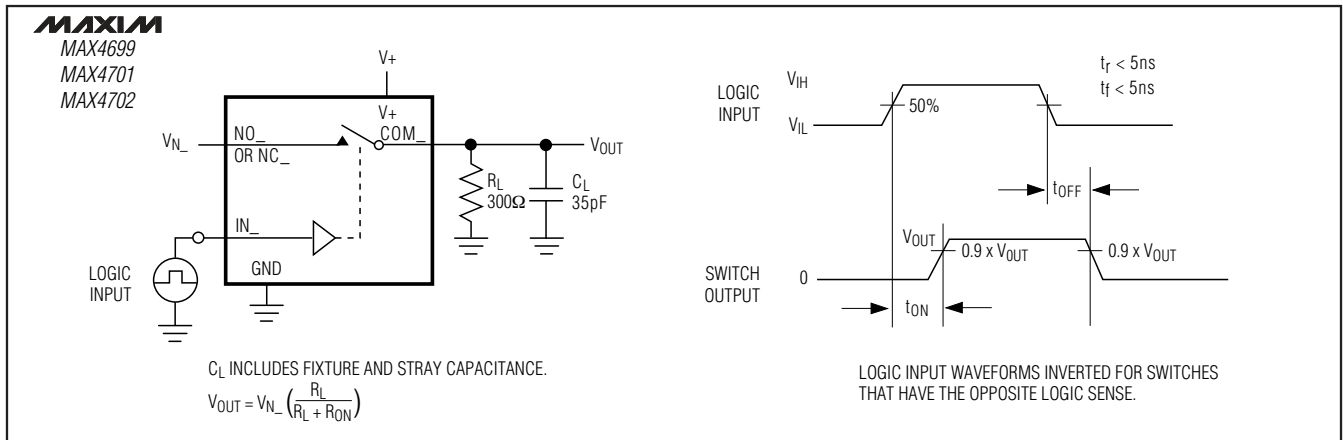 MAXIM
MAX4699
MAX4701
MAX4702
V+
V+
V_N_
NO_
OR NC_
COM_
V_OUT
R_L
300Ω
C_L
35pF
IN_
GND
LOGIC
INPUT
C_L INCLUDES FIXTURE AND STRAY CAPACITANCE.
V_OUT = V_N_ (R_L / R_L + R_ON)
LOGIC
INPUT
V_IH
V_IL
50%
t_r < 5ns
t_f < 5ns
t_OFF
SWITCH
OUTPUT
V_OUT
0
0.9 x V_OUT
0.9 x V_OUT
t_ON
LOGIC INPUT WAVEFORMS INVERTED FOR SWITCHES
THAT HAVE THE OPPOSITE LOGIC SENSE.